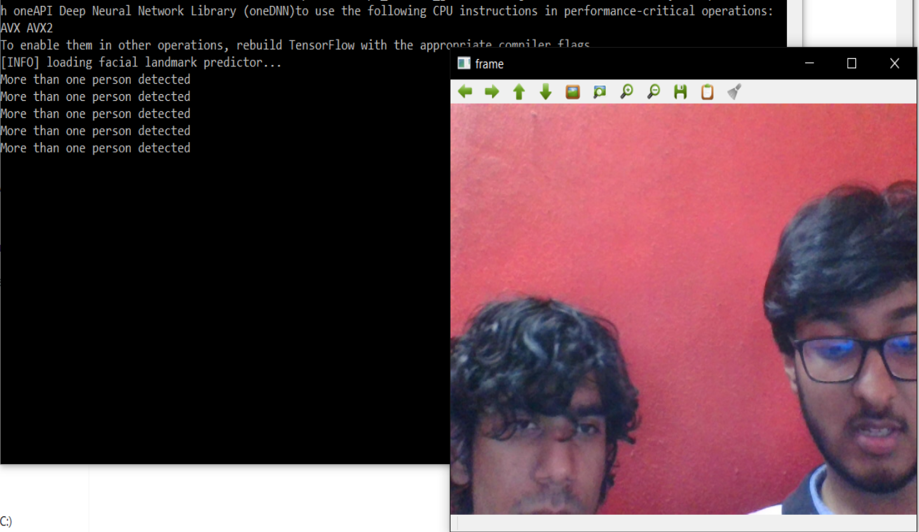 h oneAPI Deep Neural Network Library (oneDNN)to use the following CPU instructions in performance-critical operations:
AVX AVX2
To enable them in other operations, rebuild TensorFlow with the appropriate compiler flags.
[INFO] loading facial landmark predictor...
More than one person detected
More than one person detected
More than one person detected
More than one person detected
More than one person detected
frame
C:)